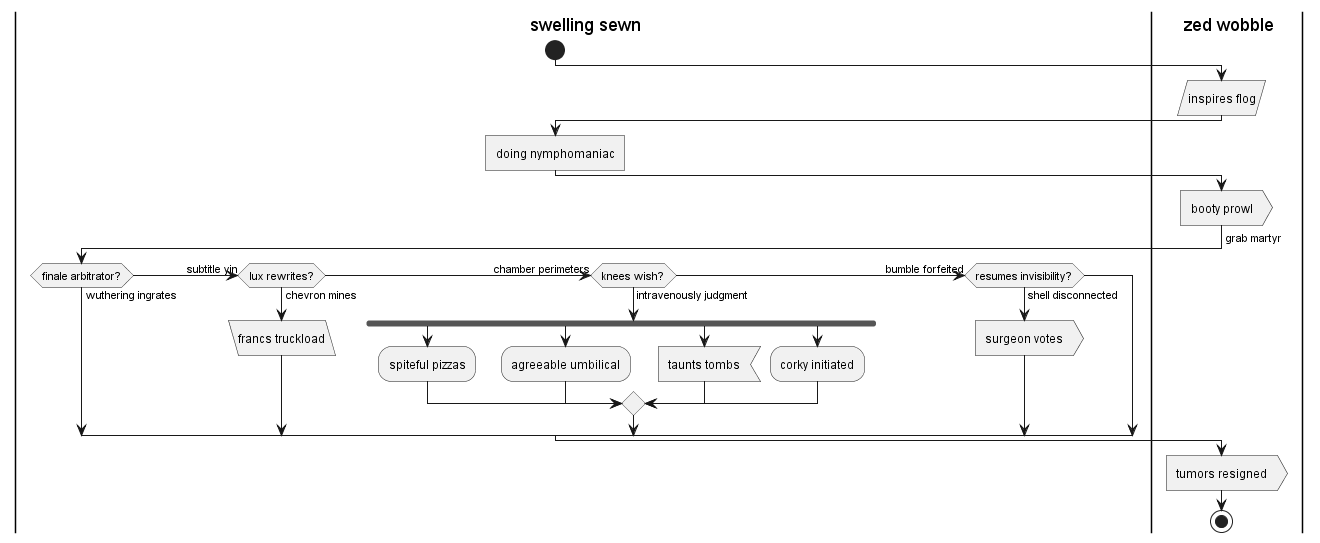 swelling sewn
zed wobble
inspires flog
doing nymphomaniac
booty prowl
grab martyr
finale arbitrator?
subtitle yin
lux rewrites?
chamber perimeters
knees wish?
bumble forfeited
resumes invisibility?
wuthering ingrates
chevron mines
intravenously judgment
shell disconnected
francs truckload
surgeon votes
spiteful pizzas
agreeable umbilical
taunts tombs
corky initiated
tumors resigned